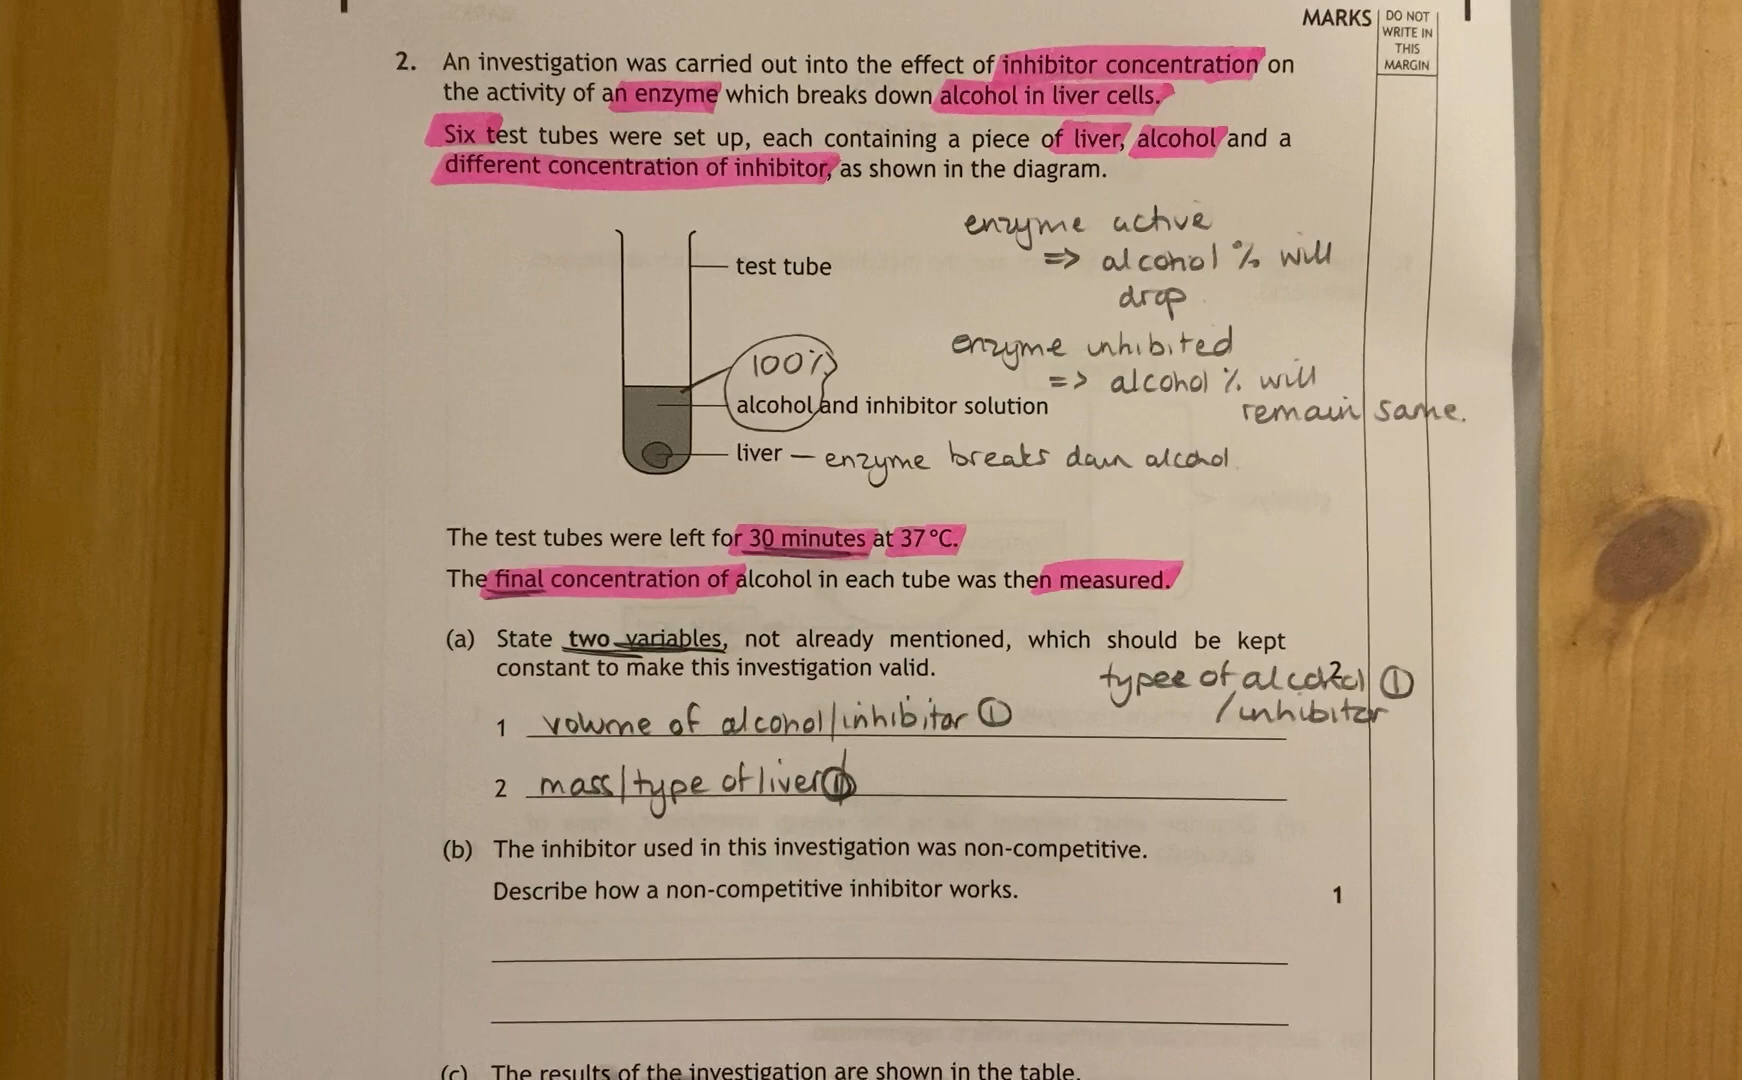 MARKS
DO NOT
WRITE IN
THIS
MARGIN
2. An investigation was carried out into the effect of inhibitor concentration on
the activity of an enzyme which breaks down alcohol in liver cells.
Six test tubes were set up, each containing a piece of liver, alcohol and a
different concentration of inhibitor, as shown in the diagram.
enzyme active
=> alcohol % will
drop
test tube
enzyme inhibited
=> alcohol % will
remain same.
100%
alcohol and inhibitor solution
liver — enzyme breaks down alcohol
The test tubes were left for 30 minutes at 37 °C.
The final concentration of alcohol in each tube was then measured.
(a) State two variables, not already mentioned, which should be kept
constant to make this investigation valid.
2
types of alcohol ①
/inhibitor
1 volume of alcohol/inhibitor ①
2 mass/type of liver ①
(b) The inhibitor used in this investigation was non-competitive.
Describe how a non-competitive inhibitor works.
1
(c) The results of the investigation are shown in the table.